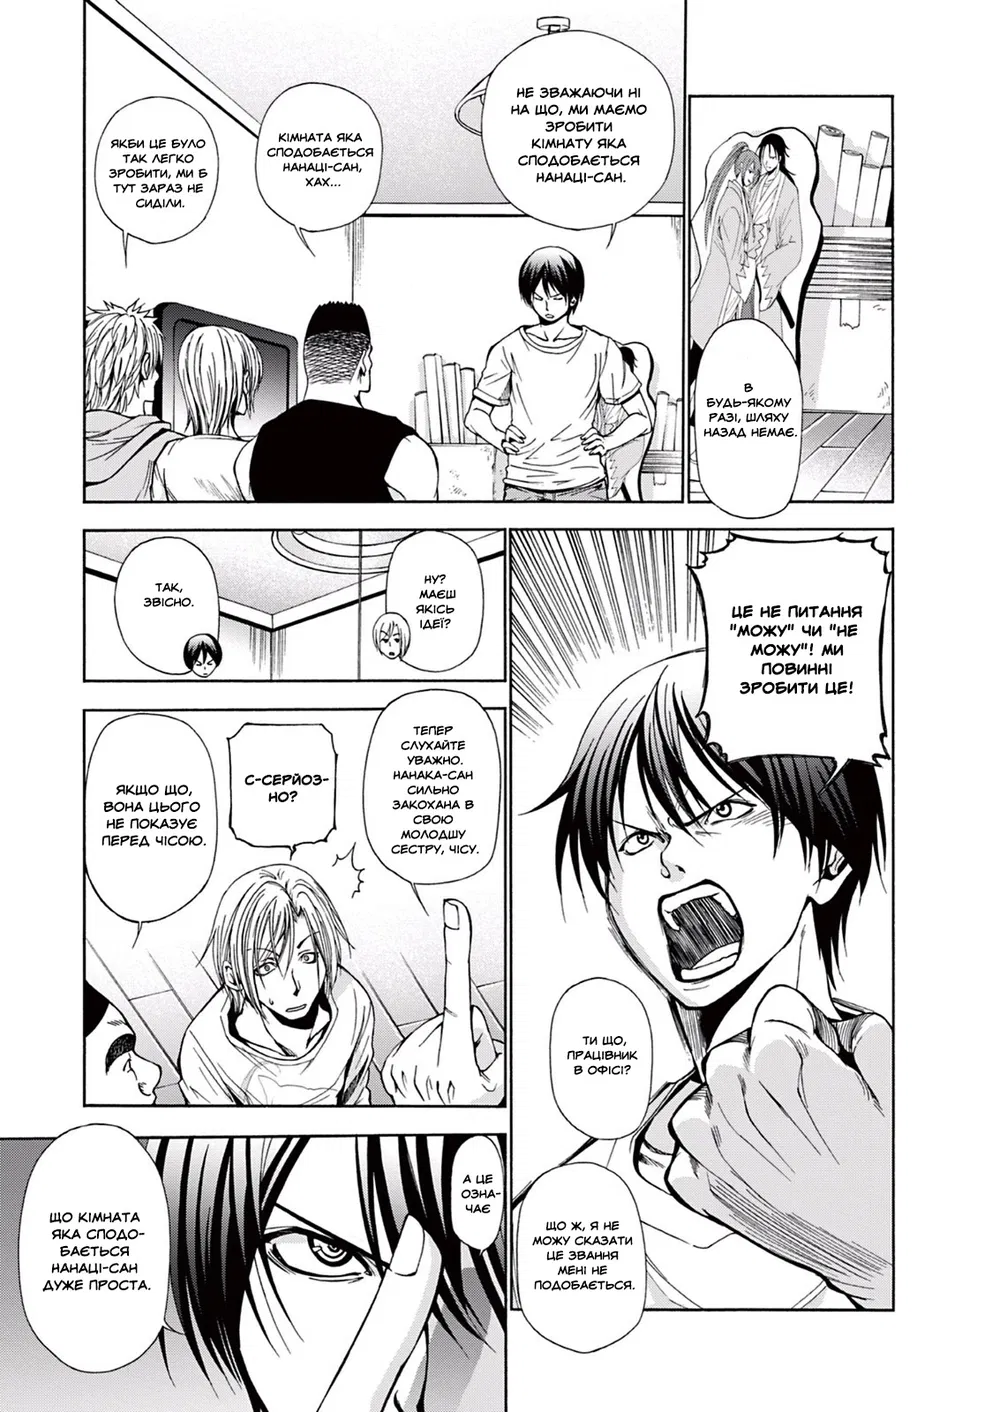 В
БУДЬ-ЯКОМУ
РАЗІ, ШЛЯХУ
НАЗАД НЕМАЄ.
НЕ ЗВАЖАЮЧИ НІ
НА ЩО, МИ МАЄМО
ЗРОБИТИ
КІМНАТУ ЯКА
СПОДОБАЄТЬСЯ
НАНАЦІ-САН.
КІМНАТА ЯКА
СПОДОБАЄТЬСЯ
НАНАЦІ-САН,
ХАХ...
ЯКБИ ЦЕ БУЛО
ТАК ЛЕГКО
ЗРОБИТИ, МИ Б
ТУТ ЗАРАЗ НЕ
СИДІЛИ.
ЦЕ НЕ ПИТАННЯ
"МОЖУ" ЧИ "НЕ
МОЖУ"! МИ
ПОВИННІ
ЗРОБИТИ ЦЕ!
ТИ ЩО,
ПРАЦІВНИК
В ОФІСІ?
ЩО Ж, Я НЕ
МОЖУ СКАЗАТИ
ЦЕ ЗВАННЯ
МЕНІ НЕ
ПОДОБАЄТЬСЯ.
НУ?
МАЄШ
ЯКІСЬ
ІДЕЇ?
ТАК,
ЗВІСНО.
ТЕПЕР
СЛУХАЙТЕ
УВАЖНО.
НАНАКА-САН
СИЛЬНО
ЗАКОХАНА В
СВОЮ
МОЛОДШУ
СЕСТРУ, ЧІСУ.
С-СЕРЙОЗ-
НО?
ЯКЩО ЩО,
ВОНА ЦЬОГО
НЕ ПОКАЗУЄ
ПЕРЕД ЧІСОЮ.
А ЦЕ
ОЗНА-
ЧАЄ
ЩО КІМНАТА
ЯКА СПОДО-
БАЄТЬСЯ
НАНАЦІ-САН
ДУЖЕ ПРОСТА.